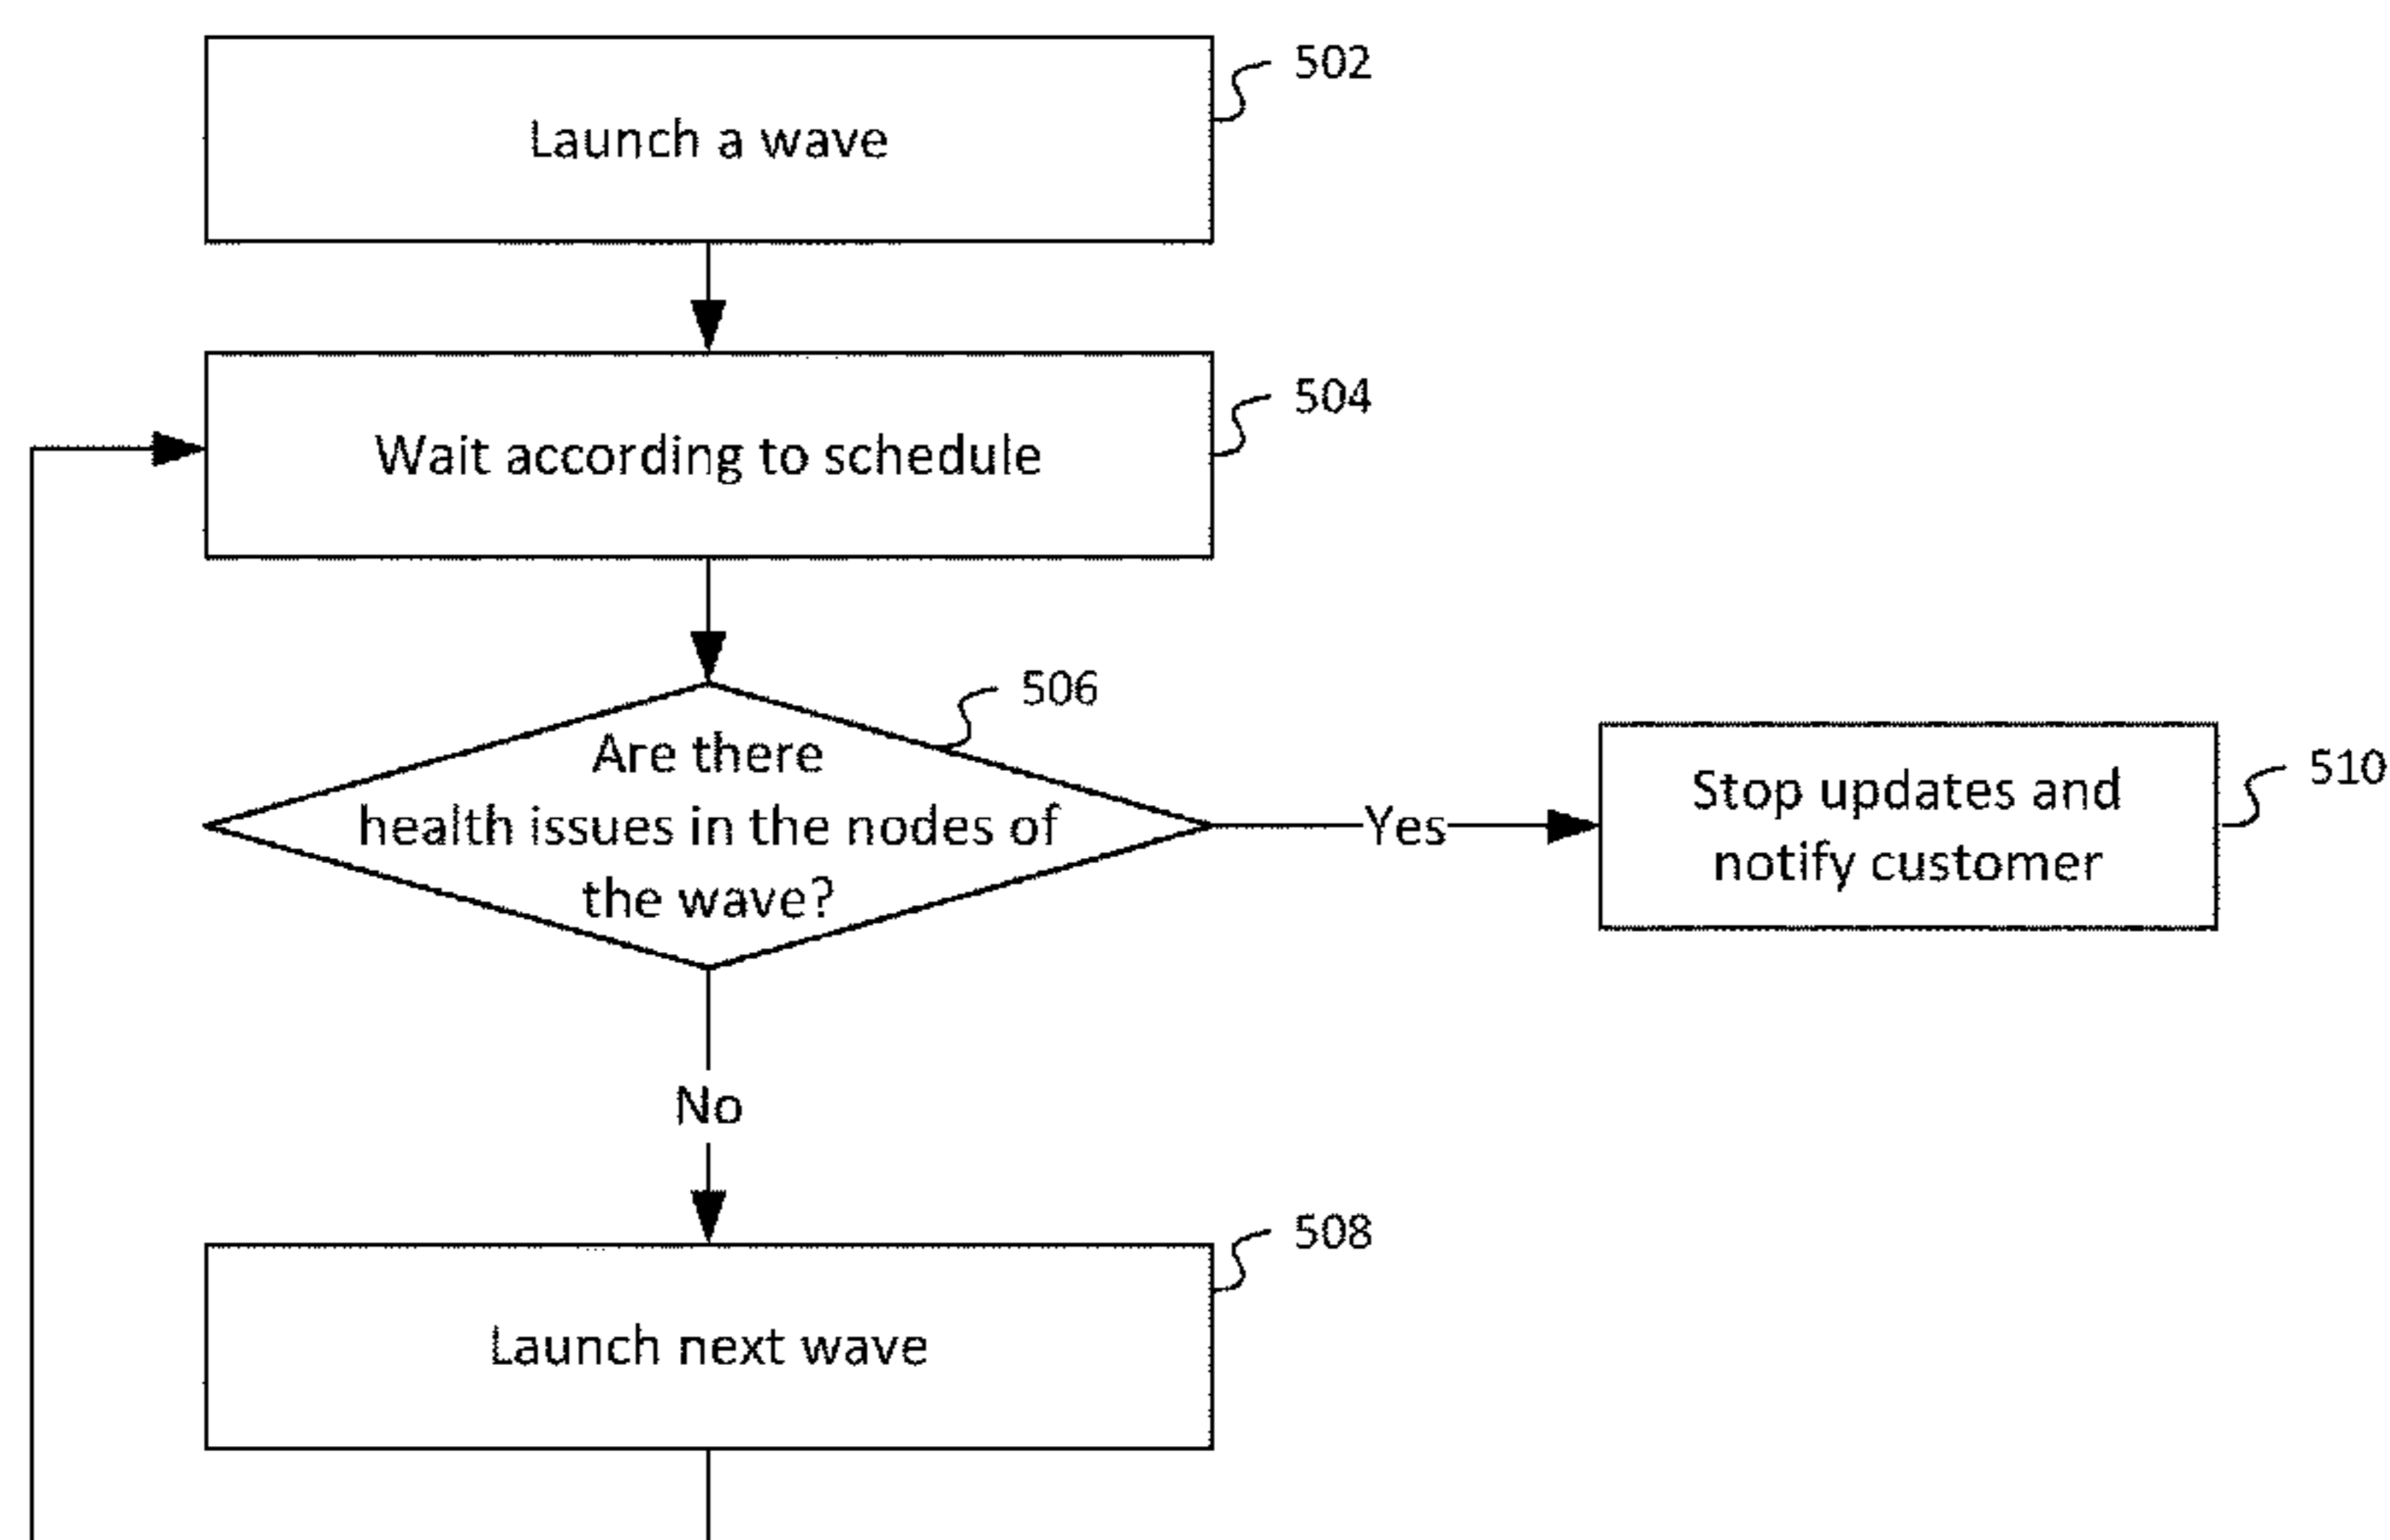 502
Launch a wave
504
Wait according to schedule
506
Are there
health issues in the nodes of
the wave?
Yes
510
Stop updates and
notify customer
No
508
Launch next wave